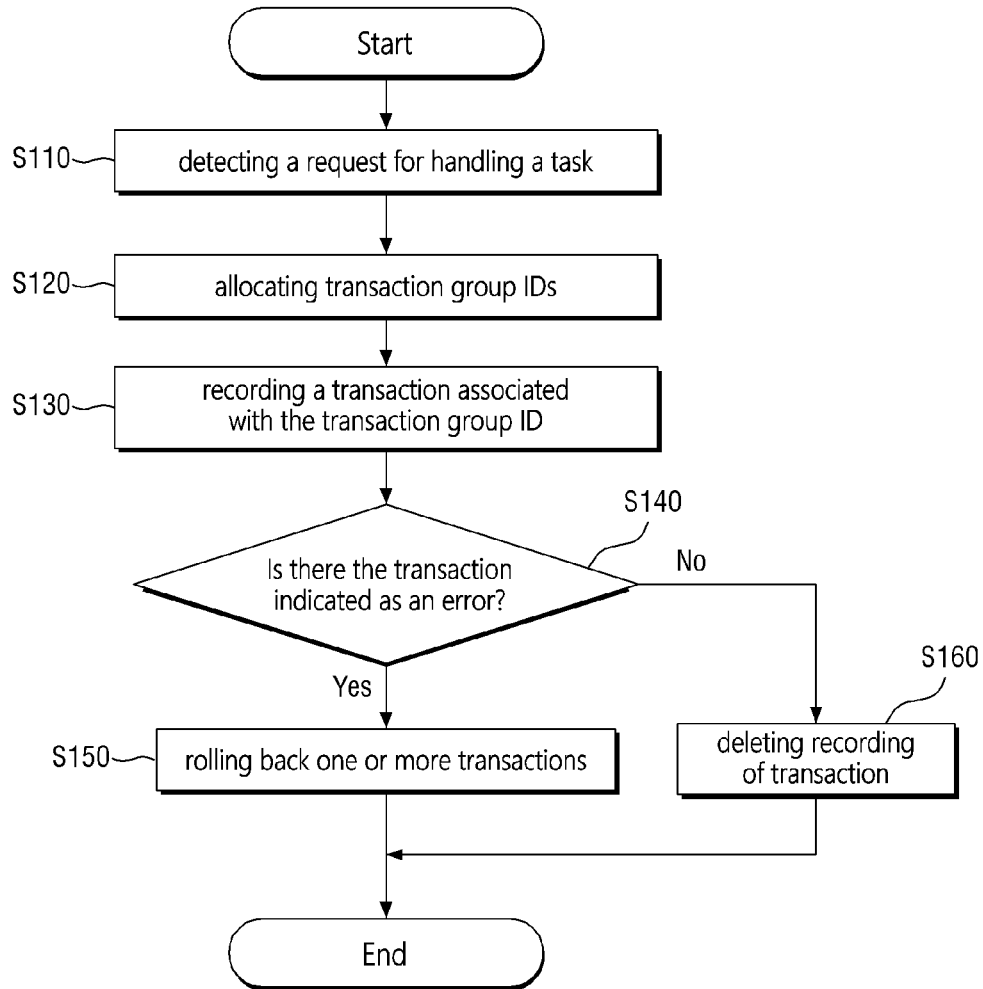 Start
S110
detecting a request for handling a task
S120
allocating transaction group IDs
S130
recording a transaction associated
with the transaction group ID
S140
Is there the transaction
indicated as an error?
No
Yes
S160
S150
rolling back one or more transactions
deleting recording
of transaction
End